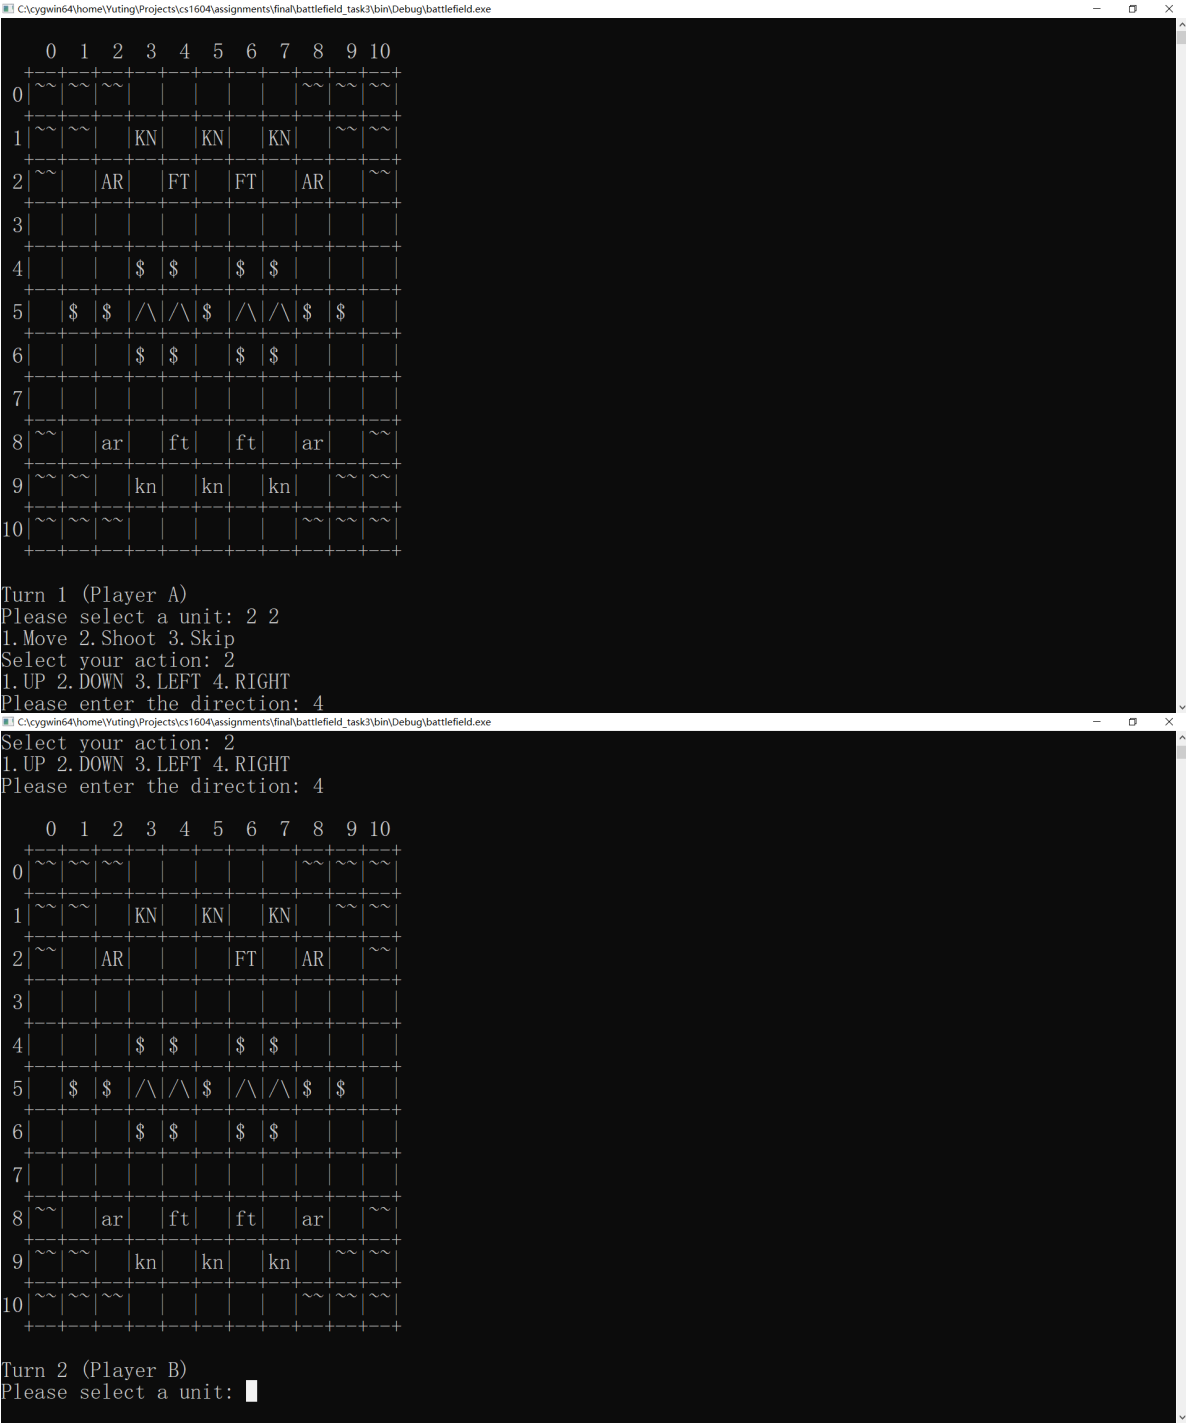 C:\cygwin64\home\Yuting\Projects\cs1604\assignments\final\battlefield_task3\bin\Debug\battlefield.exe
    0  1  2  3  4  5  6  7  8  9 10
  +--+--+--+--+--+--+--+--+--+--+--+
 0|~~|~~|~~|  |  |  |  |  |~~|~~|~~|
  +--+--+--+--+--+--+--+--+--+--+--+
 1|~~|~~|  |KN|  |KN|  |KN|  |~~|~~|
  +--+--+--+--+--+--+--+--+--+--+--+
 2|~~|  |AR|  |FT|  |FT|  |AR|  |~~|
  +--+--+--+--+--+--+--+--+--+--+--+
 3|  |  |  |  |  |  |  |  |  |  |  |
  +--+--+--+--+--+--+--+--+--+--+--+
 4|  |  |  |$ |$ |  |$ |$ |  |  |  |
  +--+--+--+--+--+--+--+--+--+--+--+
 5|  |$ |$ |/\|/\|$ |/\|/\|$ |$ |  |
  +--+--+--+--+--+--+--+--+--+--+--+
 6|  |  |  |$ |$ |  |$ |$ |  |  |  |
  +--+--+--+--+--+--+--+--+--+--+--+
 7|  |  |  |  |  |  |  |  |  |  |  |
  +--+--+--+--+--+--+--+--+--+--+--+
 8|~~|  |ar|  |ft|  |ft|  |ar|  |~~|
  +--+--+--+--+--+--+--+--+--+--+--+
 9|~~|~~|  |kn|  |kn|  |kn|  |~~|~~|
  +--+--+--+--+--+--+--+--+--+--+--+
10|~~|~~|~~|  |  |  |  |  |~~|~~|~~|
  +--+--+--+--+--+--+--+--+--+--+--+
Turn 1 (Player A)
Please select a unit: 2 2
1.Move 2.Shoot 3.Skip
Select your action: 2
1.UP 2.DOWN 3.LEFT 4.RIGHT
Please enter the direction: 4
C:\cygwin64\home\Yuting\Projects\cs1604\assignments\final\battlefield_task3\bin\Debug\battlefield.exe
Select your action: 2
1.UP 2.DOWN 3.LEFT 4.RIGHT
Please enter the direction: 4
    0  1  2  3  4  5  6  7  8  9 10
  +--+--+--+--+--+--+--+--+--+--+--+
 0|~~|~~|~~|  |  |  |  |  |~~|~~|~~|
  +--+--+--+--+--+--+--+--+--+--+--+
 1|~~|~~|  |KN|  |KN|  |KN|  |~~|~~|
  +--+--+--+--+--+--+--+--+--+--+--+
 2|~~|  |AR|  |  |  |FT|  |AR|  |~~|
  +--+--+--+--+--+--+--+--+--+--+--+
 3|  |  |  |  |  |  |  |  |  |  |  |
  +--+--+--+--+--+--+--+--+--+--+--+
 4|  |  |  |$ |$ |  |$ |$ |  |  |  |
  +--+--+--+--+--+--+--+--+--+--+--+
 5|  |$ |$ |/\|/\|$ |/\|/\|$ |$ |  |
  +--+--+--+--+--+--+--+--+--+--+--+
 6|  |  |  |$ |$ |  |$ |$ |  |  |  |
  +--+--+--+--+--+--+--+--+--+--+--+
 7|  |  |  |  |  |  |  |  |  |  |  |
  +--+--+--+--+--+--+--+--+--+--+--+
 8|~~|  |ar|  |ft|  |ft|  |ar|  |~~|
  +--+--+--+--+--+--+--+--+--+--+--+
 9|~~|~~|  |kn|  |kn|  |kn|  |~~|~~|
  +--+--+--+--+--+--+--+--+--+--+--+
10|~~|~~|~~|  |  |  |  |  |~~|~~|~~|
  +--+--+--+--+--+--+--+--+--+--+--+
Turn 2 (Player B)
Please select a unit: